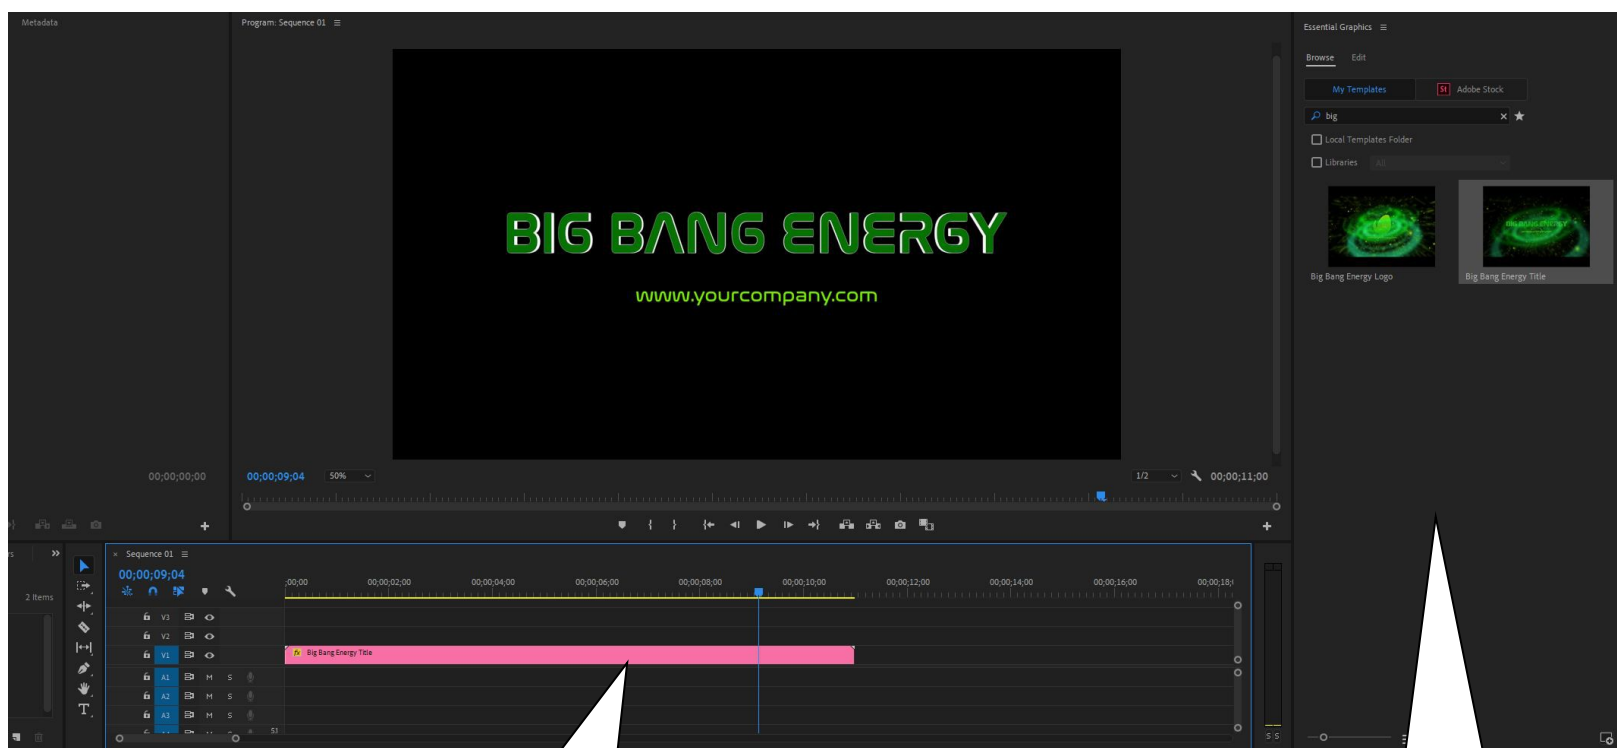 Metadata
Program: Sequence 01
BIG BANG ENERGY
www.yourcompany.com
00;00;00;00
00;00;09;04
50%
1/2
00;00;11;00
Essential Graphics
Browse Edit
My Templates
St Adobe Stock
big
Local Templates Folder
Libraries All
Big Bang Energy Logo
Big Bang Energy Title
2 Items
× Sequence 01
00;00;09;04
;00;00 00;00;02;00 00;00;04;00 00;00;06;00 00;00;08;00 00;00;10;00 00;00;12;00 00;00;14;00 00;00;16;00 00;00;18;
V3
V2
V1 fx Big Bang Energy Title
A1 M S
A2 M S
A3 M S
S S